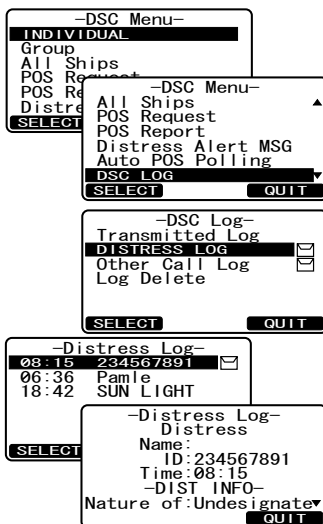 -DSC Menu-
INDIVIDUAL
Group
All Ships
POS
POS Re
Distre
SELECT
-DSC Menu-
All Ships
POS Request
POS Report
Distress Alert MSG
Auto POS Polling
DSC LOG
SELECT QUIT
-DSC Log-
Transmitted Log
DISTRESS LOG
Other Call Log
Log Delete
SELECT QUIT
-Distress Log-
08:15 234567891
06:36 Pamle
18:42 SUN LIGHT
SELECT
-Distress Log-
Distress
Name:
ID:234567891
Time:08:15
-DIST INFO-
Nature of:Undesignate
QUIT